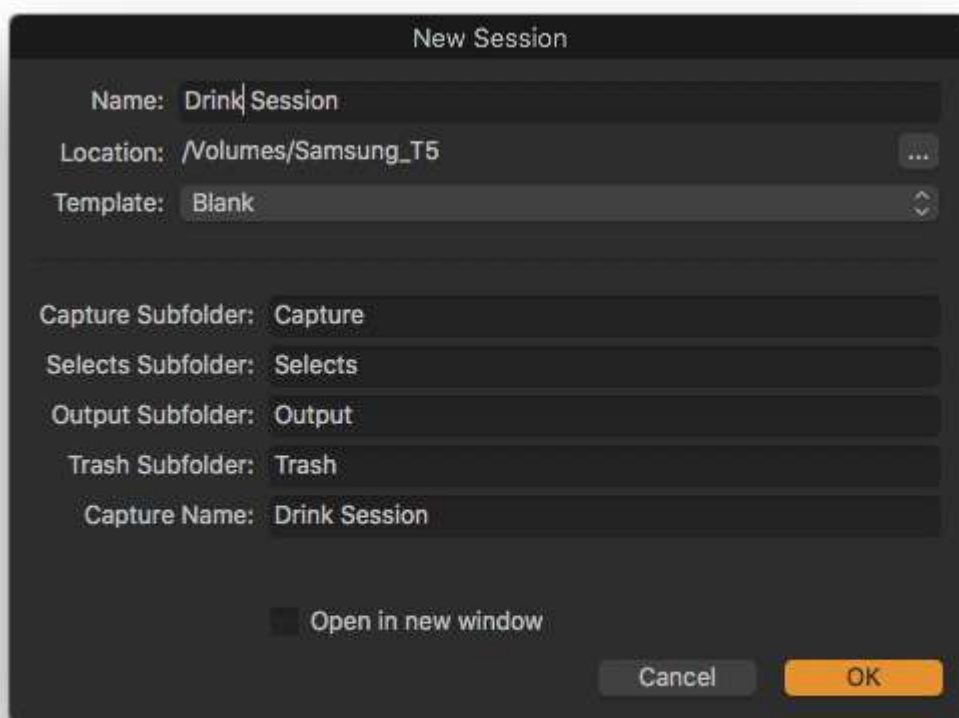 New Session
Name: Drink Session
Location: /Volumes/Samsung_T5 ...
Template: Blank
Capture Subfolder: Capture
Selects Subfolder: Selects
Output Subfolder: Output
Trash Subfolder: Trash
Capture Name: Drink Session
Open in new window
Cancel OK